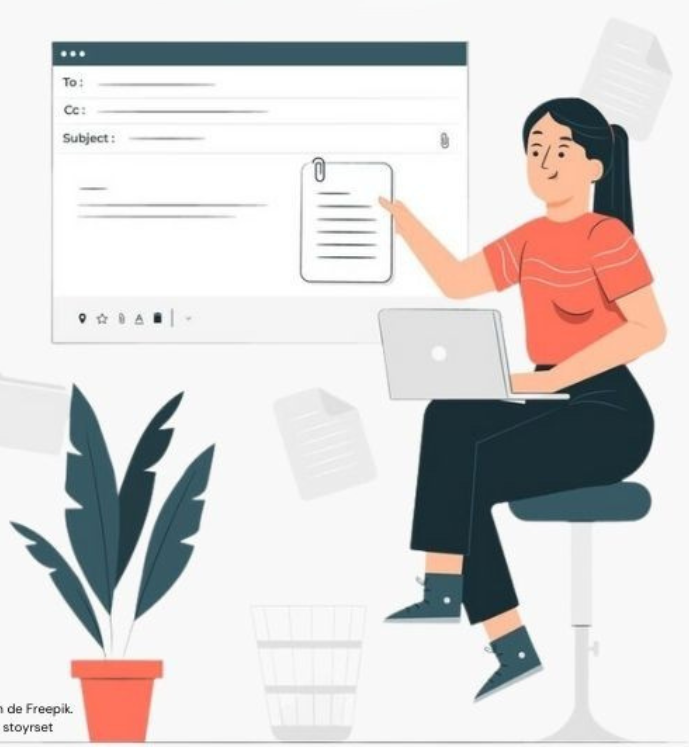 To :
Cc :
Subject :
A
de Freepik.
stoyrset